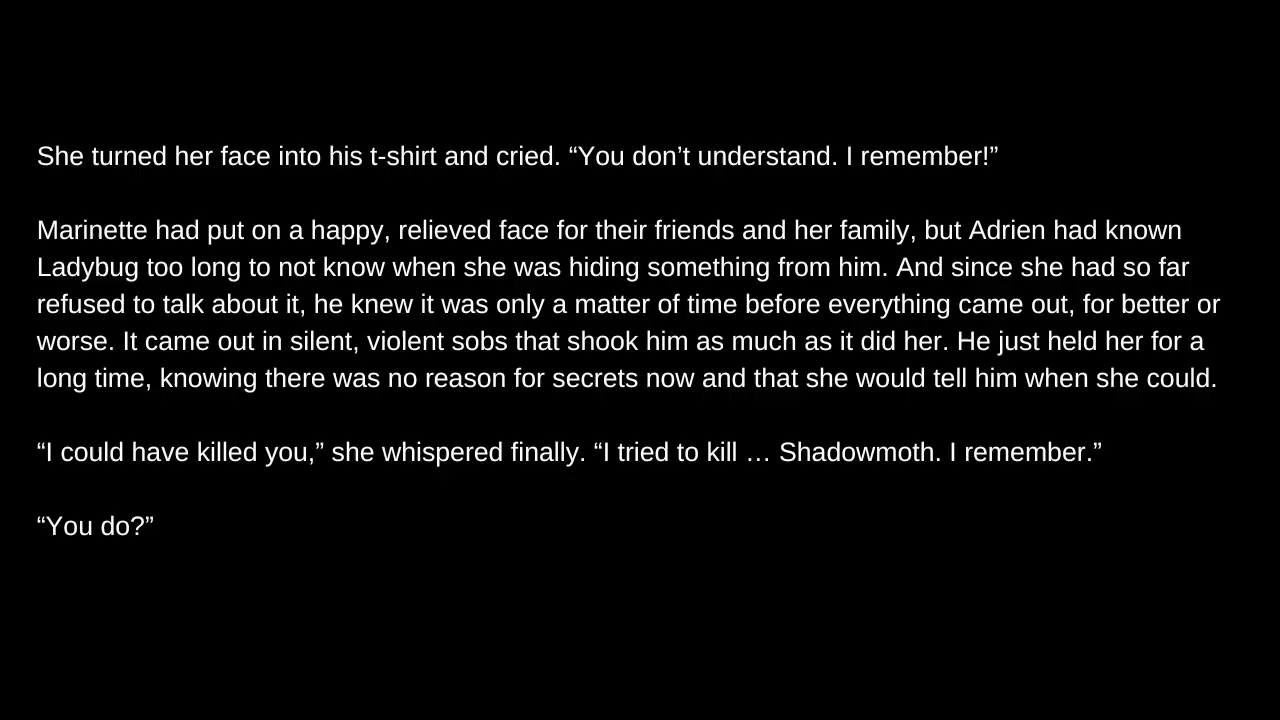 She turned her face into his t-shirt and cried. “You don’t understand. I remember!”
Marinette had put on a happy, relieved face for their friends and her family, but Adrien had known
Ladybug too long to not know when she was hiding something from him. And since she had so far
refused to talk about it, he knew it was only a matter of time before everything came out, for better or
worse. It came out in silent, violent sobs that shook him as much as it did her. He just held her for a
long time, knowing there was no reason for secrets now and that she would tell him when she could.
“I could have killed you,” she whispered finally. “I tried to kill … Shadowmoth. I remember.”
“You do?”